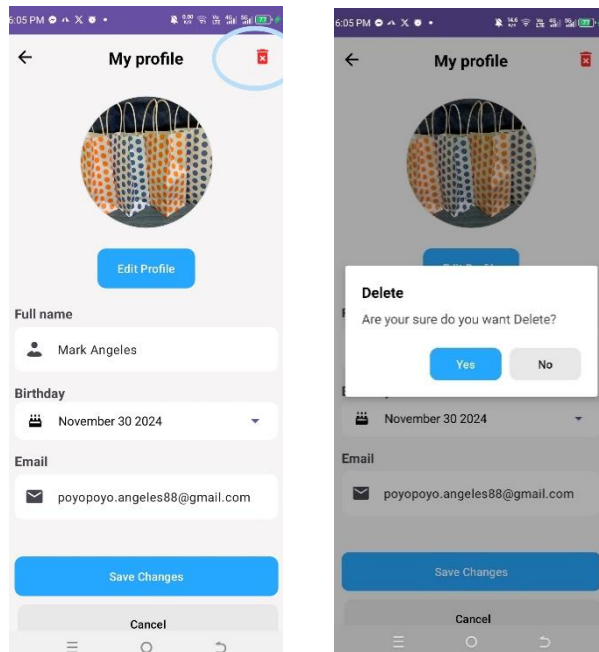 6:05 PM
My profile
Edit Profile
Full name
Mark Angeles
Birthday
November 30 2024
Email
poyopoyo.angeles88@gmail.com
Save Changes
Cancel
6:05 PM
My profile
Delete
Are your sure do you want Delete?
Yes
No
November 30 2024
Email
poyopoyo.angeles88@gmail.com
Save Changes
Cancel